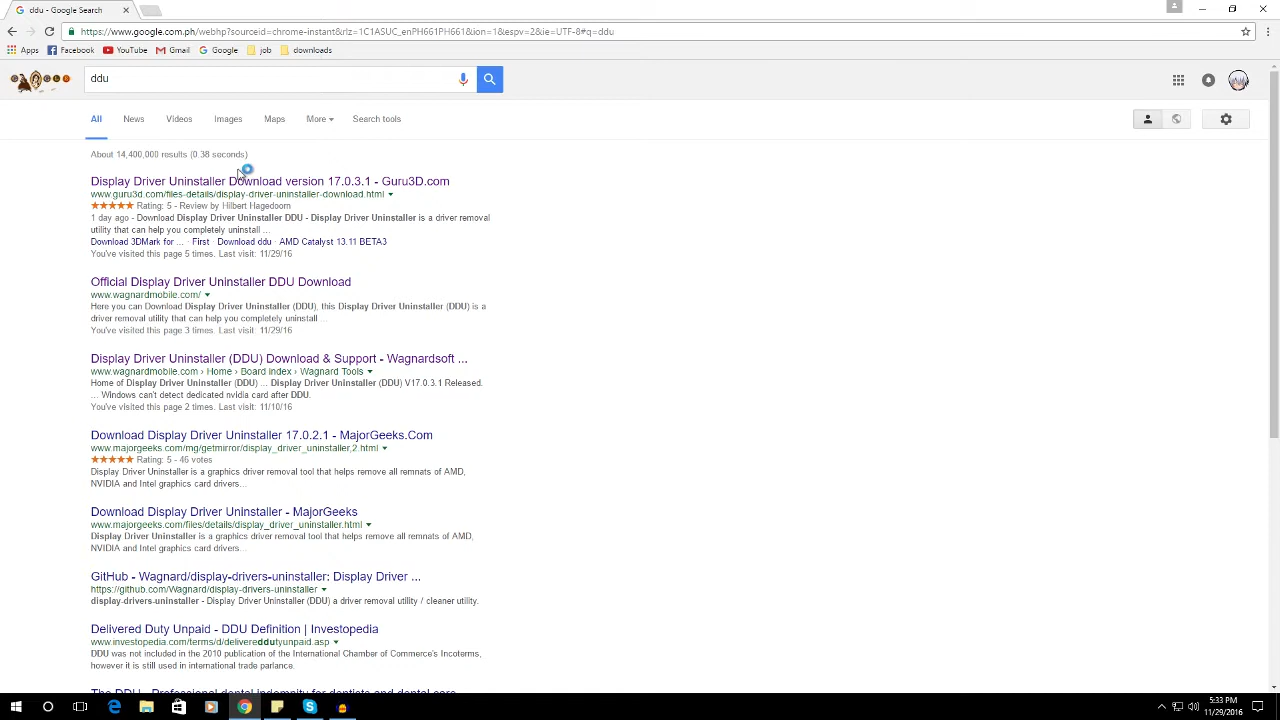 ddu - Google Search
https://www.google.com.ph/webhp?sourceid=chrome-instant&rlz=1C1ASUC_enPH661PH661&ion=1&espv=2&ie=UTF-8#q=ddu
Apps Facebook YouTube Gmail Google job downloads
ddu
All News Videos Images Maps More Search tools
About 14,400,000 results (0.38 seconds)
Display Driver Uninstaller Download version 17.0.3.1 - Guru3D.com
www.guru3d.com/files-details/display-driver-uninstaller-download.html
Rating: 5 - Review by Hilbert Hagedoorn
1 day ago - Download Display Driver Uninstaller DDU - Display Driver Uninstaller is a driver removal
utility that can help you completely uninstall ...
Download 3DMark for ... · First · Download ddu · AMD Catalyst 13.11 BETA3
You've visited this page 5 times. Last visit: 11/29/16
Official Display Driver Uninstaller DDU Download
www.wagnardmobile.com/
Here you can Download Display Driver Uninstaller (DDU), this Display Driver Uninstaller (DDU) is a
driver removal utility that can help you completely uninstall ...
You've visited this page 3 times. Last visit: 11/29/16
Display Driver Uninstaller (DDU) Download & Support - Wagnardsoft ...
www.wagnardmobile.com › Home › Board index › Wagnard Tools
Home of Display Driver Uninstaller (DDU) ... Display Driver Uninstaller (DDU) V17.0.3.1 Released.
... Windows can't detect dedicated nvidia card after DDU.
You've visited this page 2 times. Last visit: 11/10/16
Download Display Driver Uninstaller 17.0.2.1 - MajorGeeks.Com
www.majorgeeks.com/mg/getmirror/display_driver_uninstaller,2.html
Rating: 5 - 46 votes
Display Driver Uninstaller is a graphics driver removal tool that helps remove all remnats of AMD,
NVIDIA and Intel graphics card drivers...
Download Display Driver Uninstaller - MajorGeeks
www.majorgeeks.com/files/details/display_driver_uninstaller.html
Display Driver Uninstaller is a graphics driver removal tool that helps remove all remnats of AMD,
NVIDIA and Intel graphics card drivers...
GitHub - Wagnard/display-drivers-uninstaller: Display Driver ...
https://github.com/Wagnard/display-drivers-uninstaller
display-drivers-uninstaller - Display Driver Uninstaller (DDU) a driver removal utility / cleaner utility.
Delivered Duty Unpaid - DDU Definition | Investopedia
www.investopedia.com/terms/d/delivereddutyunpaid.asp
DDU was not included in the 2010 publication of the International Chamber of Commerce's Incoterms,
however it is still used in international trade parlance.
The DDU - Professional dental indemnity for dentists and dental care
5:33 PM
11/29/2016